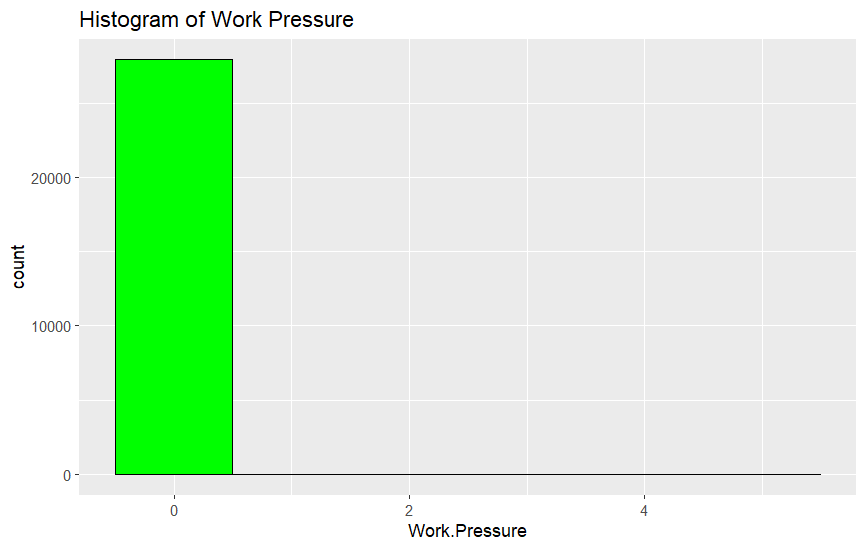 Histogram of Work Pressure
20000
10000
0
count
0 2 4
Work.Pressure